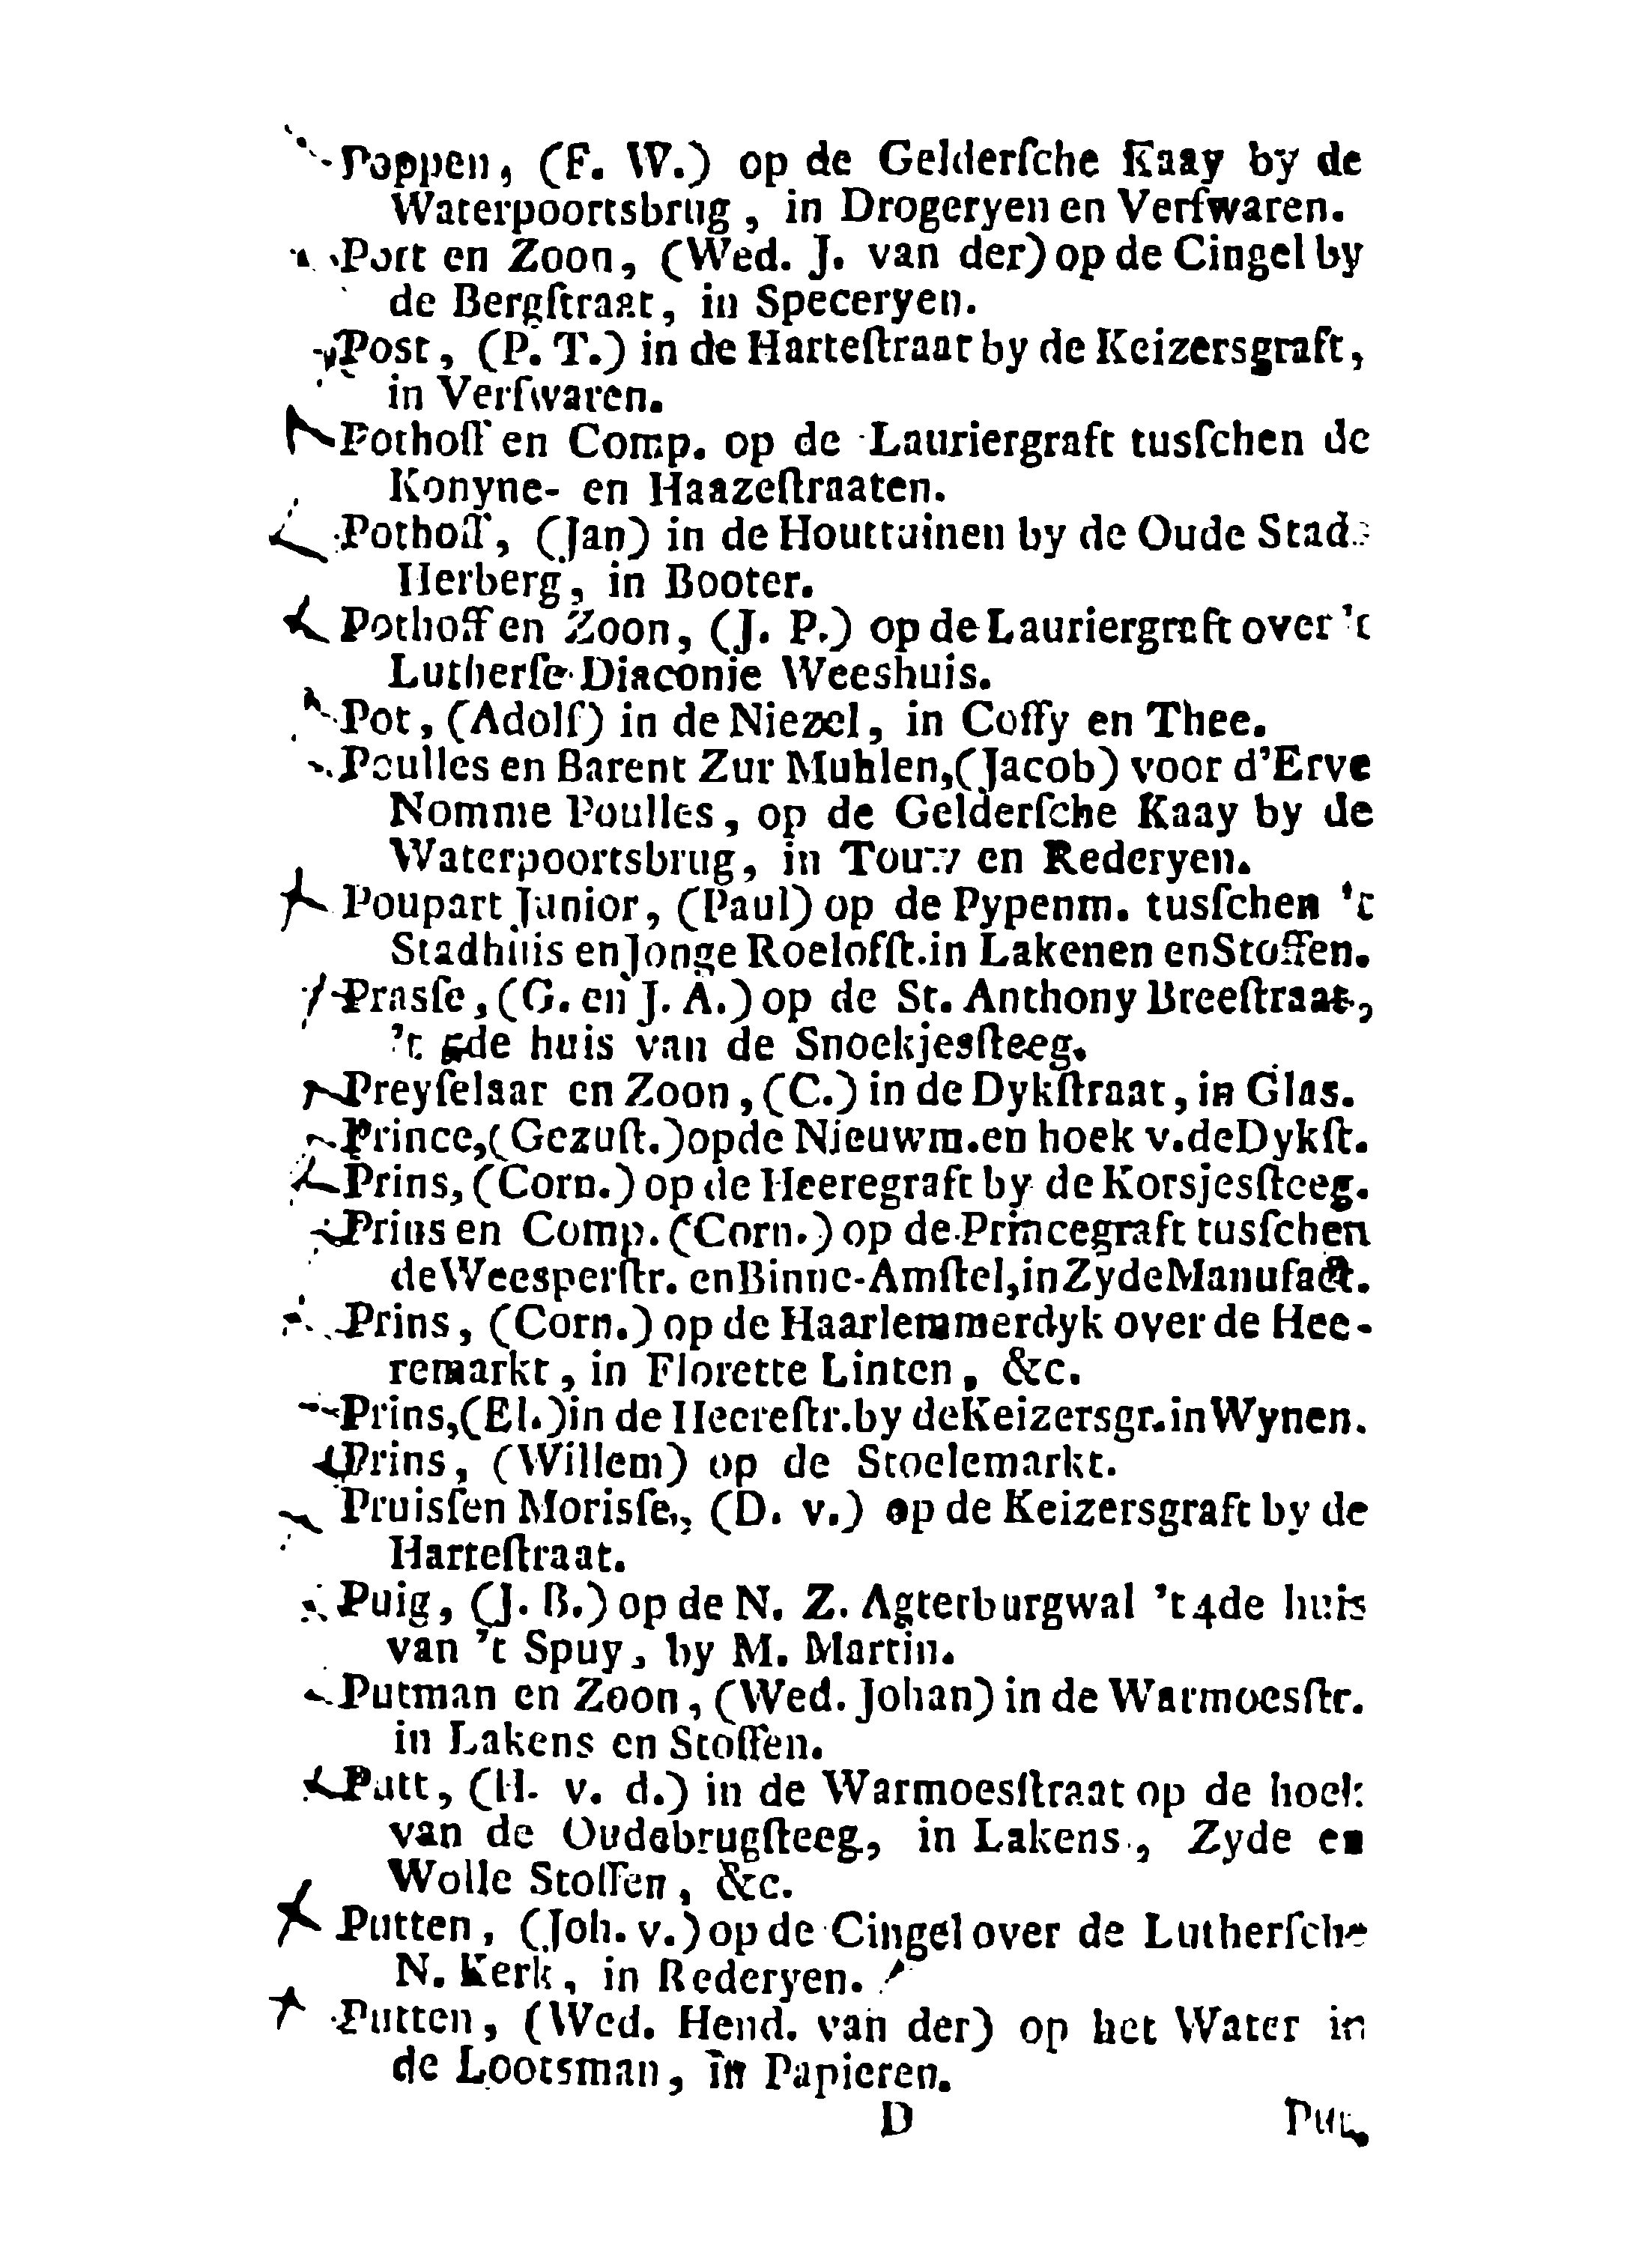 Poppen, (F. W.) op de Gelderſche Kaay by de
Waterpoortsbrug, in Drogeryen en Verfwaren.
Port en Zoon, (Wed. J. van der) op de Cingel by
de Bergſtraat, in Speceryen.
Post, (P. T.) in de Harteſtraat by de Keizersgraft,
in Verfwaren.
Pothoff en Comp. op de Lauriergraft tusſchen de
Konyne- en Haazeſtraaten.
Pothoff, (Jan) in de Houttuinen by de Oude Stads
Herberg, in Booter.
Pothoff en Zoon, (J. P.) op de Lauriergraft over 't
Lutherſe Diaconie Weeshuis.
Pot, (Adolf) in de Niezel, in Coffy en Thee.
Poulles en Barent Zur Muhlen, (Jacob) voor d'Erve
Nomme Poulles, op de Gelderſche Kaay by de
Waterpoortsbrug, in Touw en Rederyen.
Poupart Junior, (Paul) op de Pypenm. tusſchen 't
Stadhuis en Jonge Roelofſt. in Lakenen en Stoffen.
Prasſe, (G. en J. A.) op de St. Anthony Breeſtraat,
't de huis van de Snoekjesſteeg.
Preyſelaar en Zoon, (C.) in de Dykſtraat, in Glas.
Prince, (Gezuſt.) op de Nieuwm. en hoek v. de Dykſt.
Prins, (Corn.) op de Heeregraft by de Korsjesſteeg.
Prins en Comp. (Corn.) op de Princegraft tusſchen
de Weesperſtr. en Binne-Amſtel, in Zyde Manufact.
Prins, (Corn.) op de Haarlemmerdyk over de Hee-
remarkt, in Florette Linten, &c.
Prins, (El.) in de Heereſtr. by de Keizersgr. in Wynen.
Prins, (Willem) op de Stoelemarkt.
Pruisſen Morisſe, (D. v.) op de Keizersgraft by de
Harteſtraat.
Puig, (J. B.) op de N. Z. Agterburgwal 't 4de huis
van 't Spuy, by M. Martin.
Putman en Zoon, (Wed. Johan) in de Warmoesſtr.
in Lakens en Stoffen.
Putt, (H. v. d.) in de Warmoesſtraat op de hoek
van de Oudebrugſteeg, in Lakens, Zyde en
Wolle Stoffen, &c.
Putten, (Joh. v.) op de Cingel over de Lutherſche
N. Kerk, in Rederyen.
Putten, (Wed. Hend. van der) op het Water in
de Lootsman, in Papieren.
D Put-